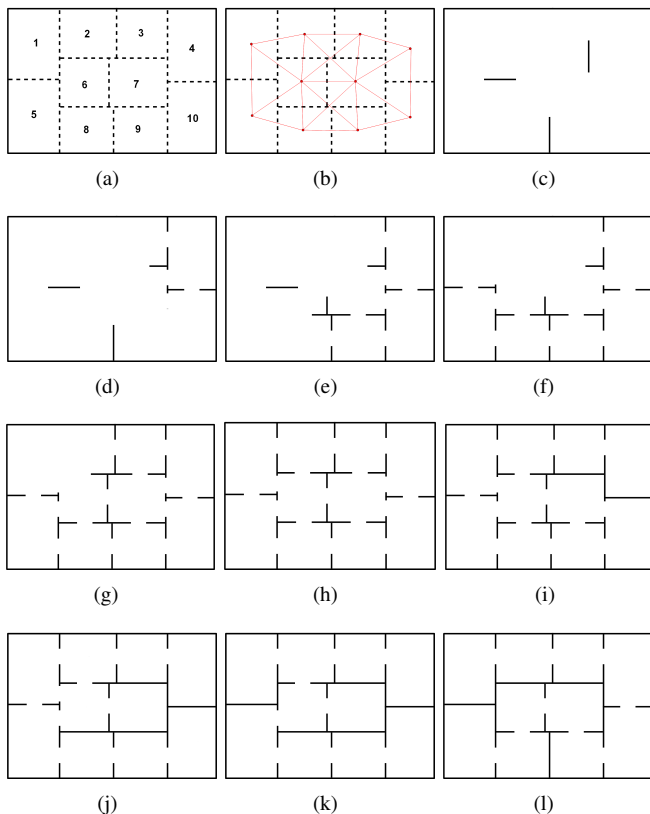 1 2 3 4
6 7
5 8 9 10
(a) (b) (c)
(d) (e) (f)
(g) (h) (i)
(j) (k) (l)